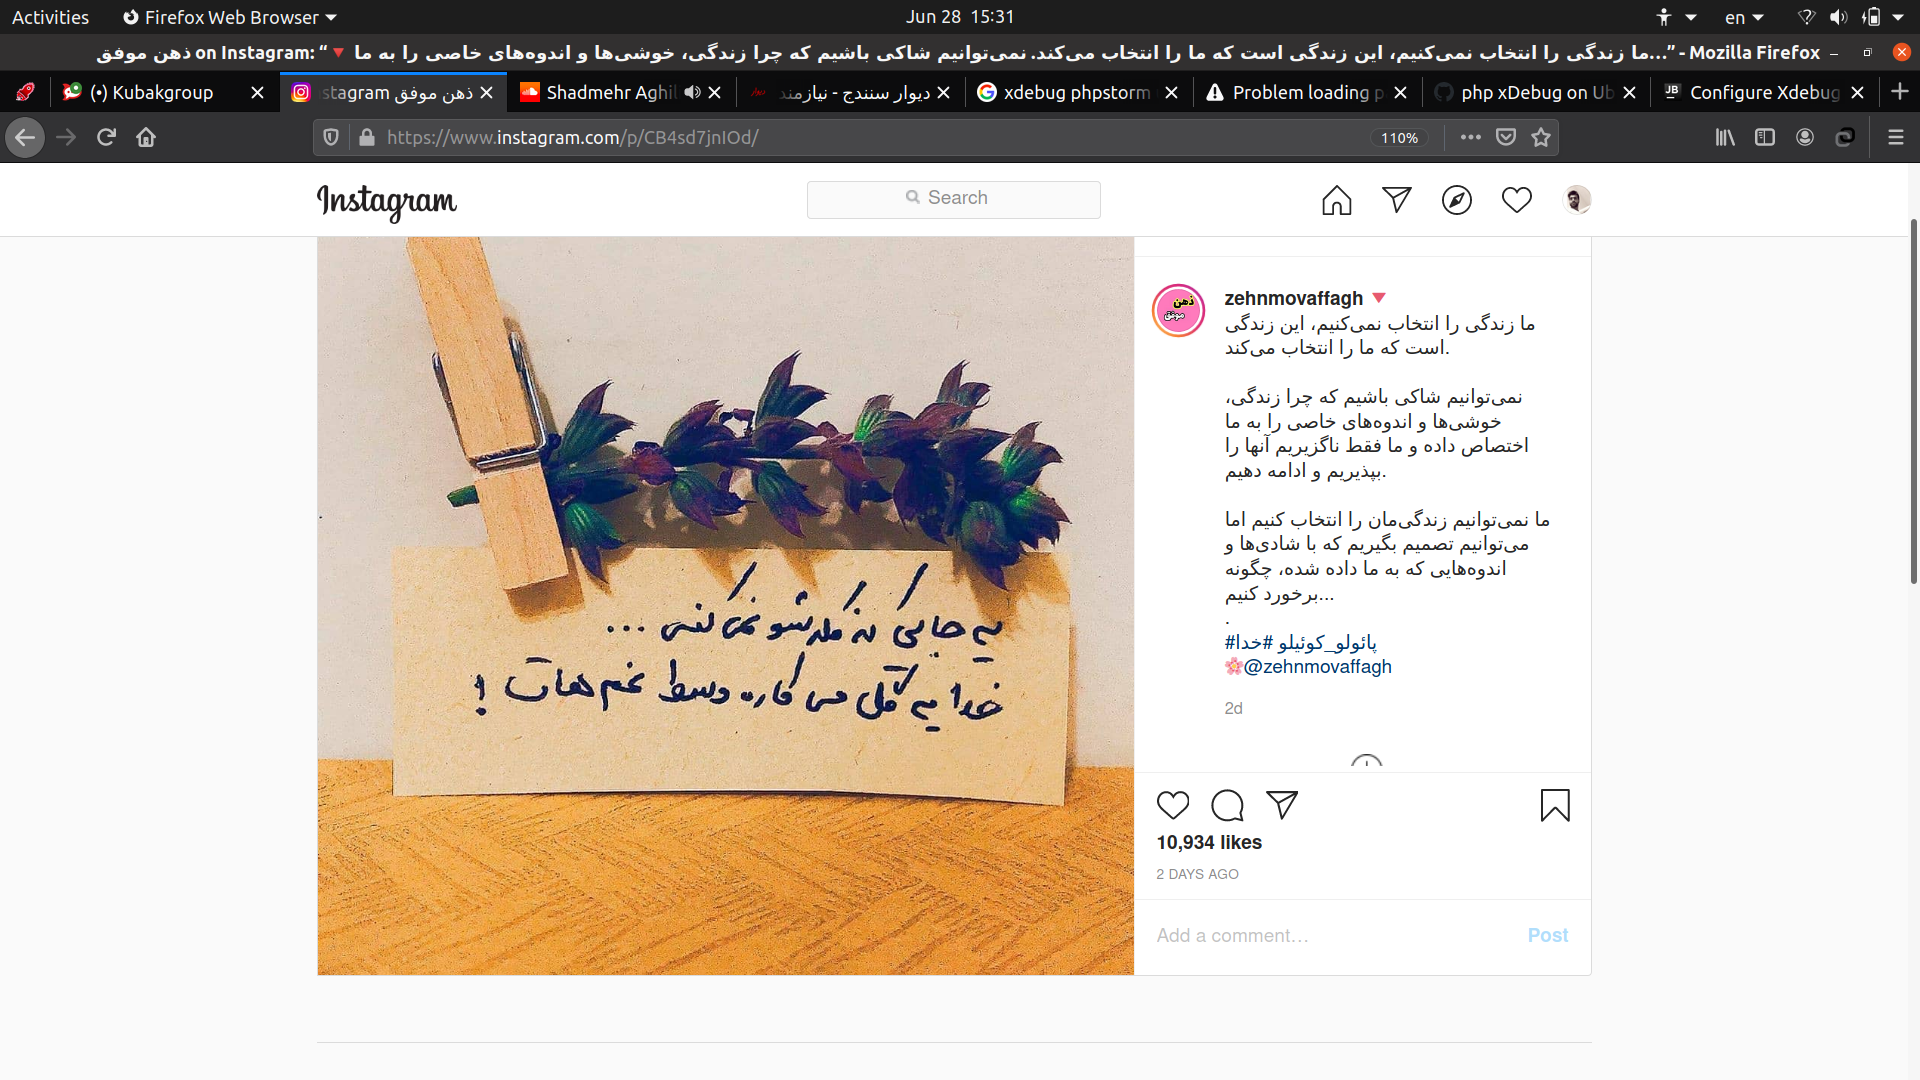 Activities
Firefox Web Browser
Jun 28 15:31
en
ذهن موفق on Instagram: “🔻 ما زندگی را انتخاب نمی‌کنیم، این زندگی است که ما را انتخاب می‌کند. نمی‌توانیم شاکی باشیم که چرا زندگی، خوشی‌ها و اندوه‌های خاصی را به ما…” - Mozilla Firefox
(•) Kubakgroup
ذهن موفق stagram
Shadmehr Aghil
دیوار سنندج - نیازمند
xdebug phpstorm
Problem loading p
php xDebug on Ub
Configure Xdebug
https://www.instagram.com/p/CB4sd7jnIOd/
110%
Instagram
Search
یه جایی که فکرشو نمی‌کنی ...
خدا یه گل می‌کاره وسط غم‌هات !
ذهن
موفق
zehnmovaffagh 🔻
ما زندگی را انتخاب نمی‌کنیم، این زندگی
است که ما را انتخاب می‌کند.
نمی‌توانیم شاکی باشیم که چرا زندگی،
خوشی‌ها و اندوه‌های خاصی را به ما
اختصاص داده و ما فقط ناگزیریم آنها را
بپذیریم و ادامه دهیم.
ما نمی‌توانیم زندگی‌مان را انتخاب کنیم اما
می‌توانیم تصمیم بگیریم که با شادی‌ها و
اندوه‌هایی که به ما داده شده، چگونه
برخورد کنیم...
.
#پائولو_کوئیلو #خدا
🌸@zehnmovaffagh
2d
10,934 likes
2 DAYS AGO
Add a comment…
Post